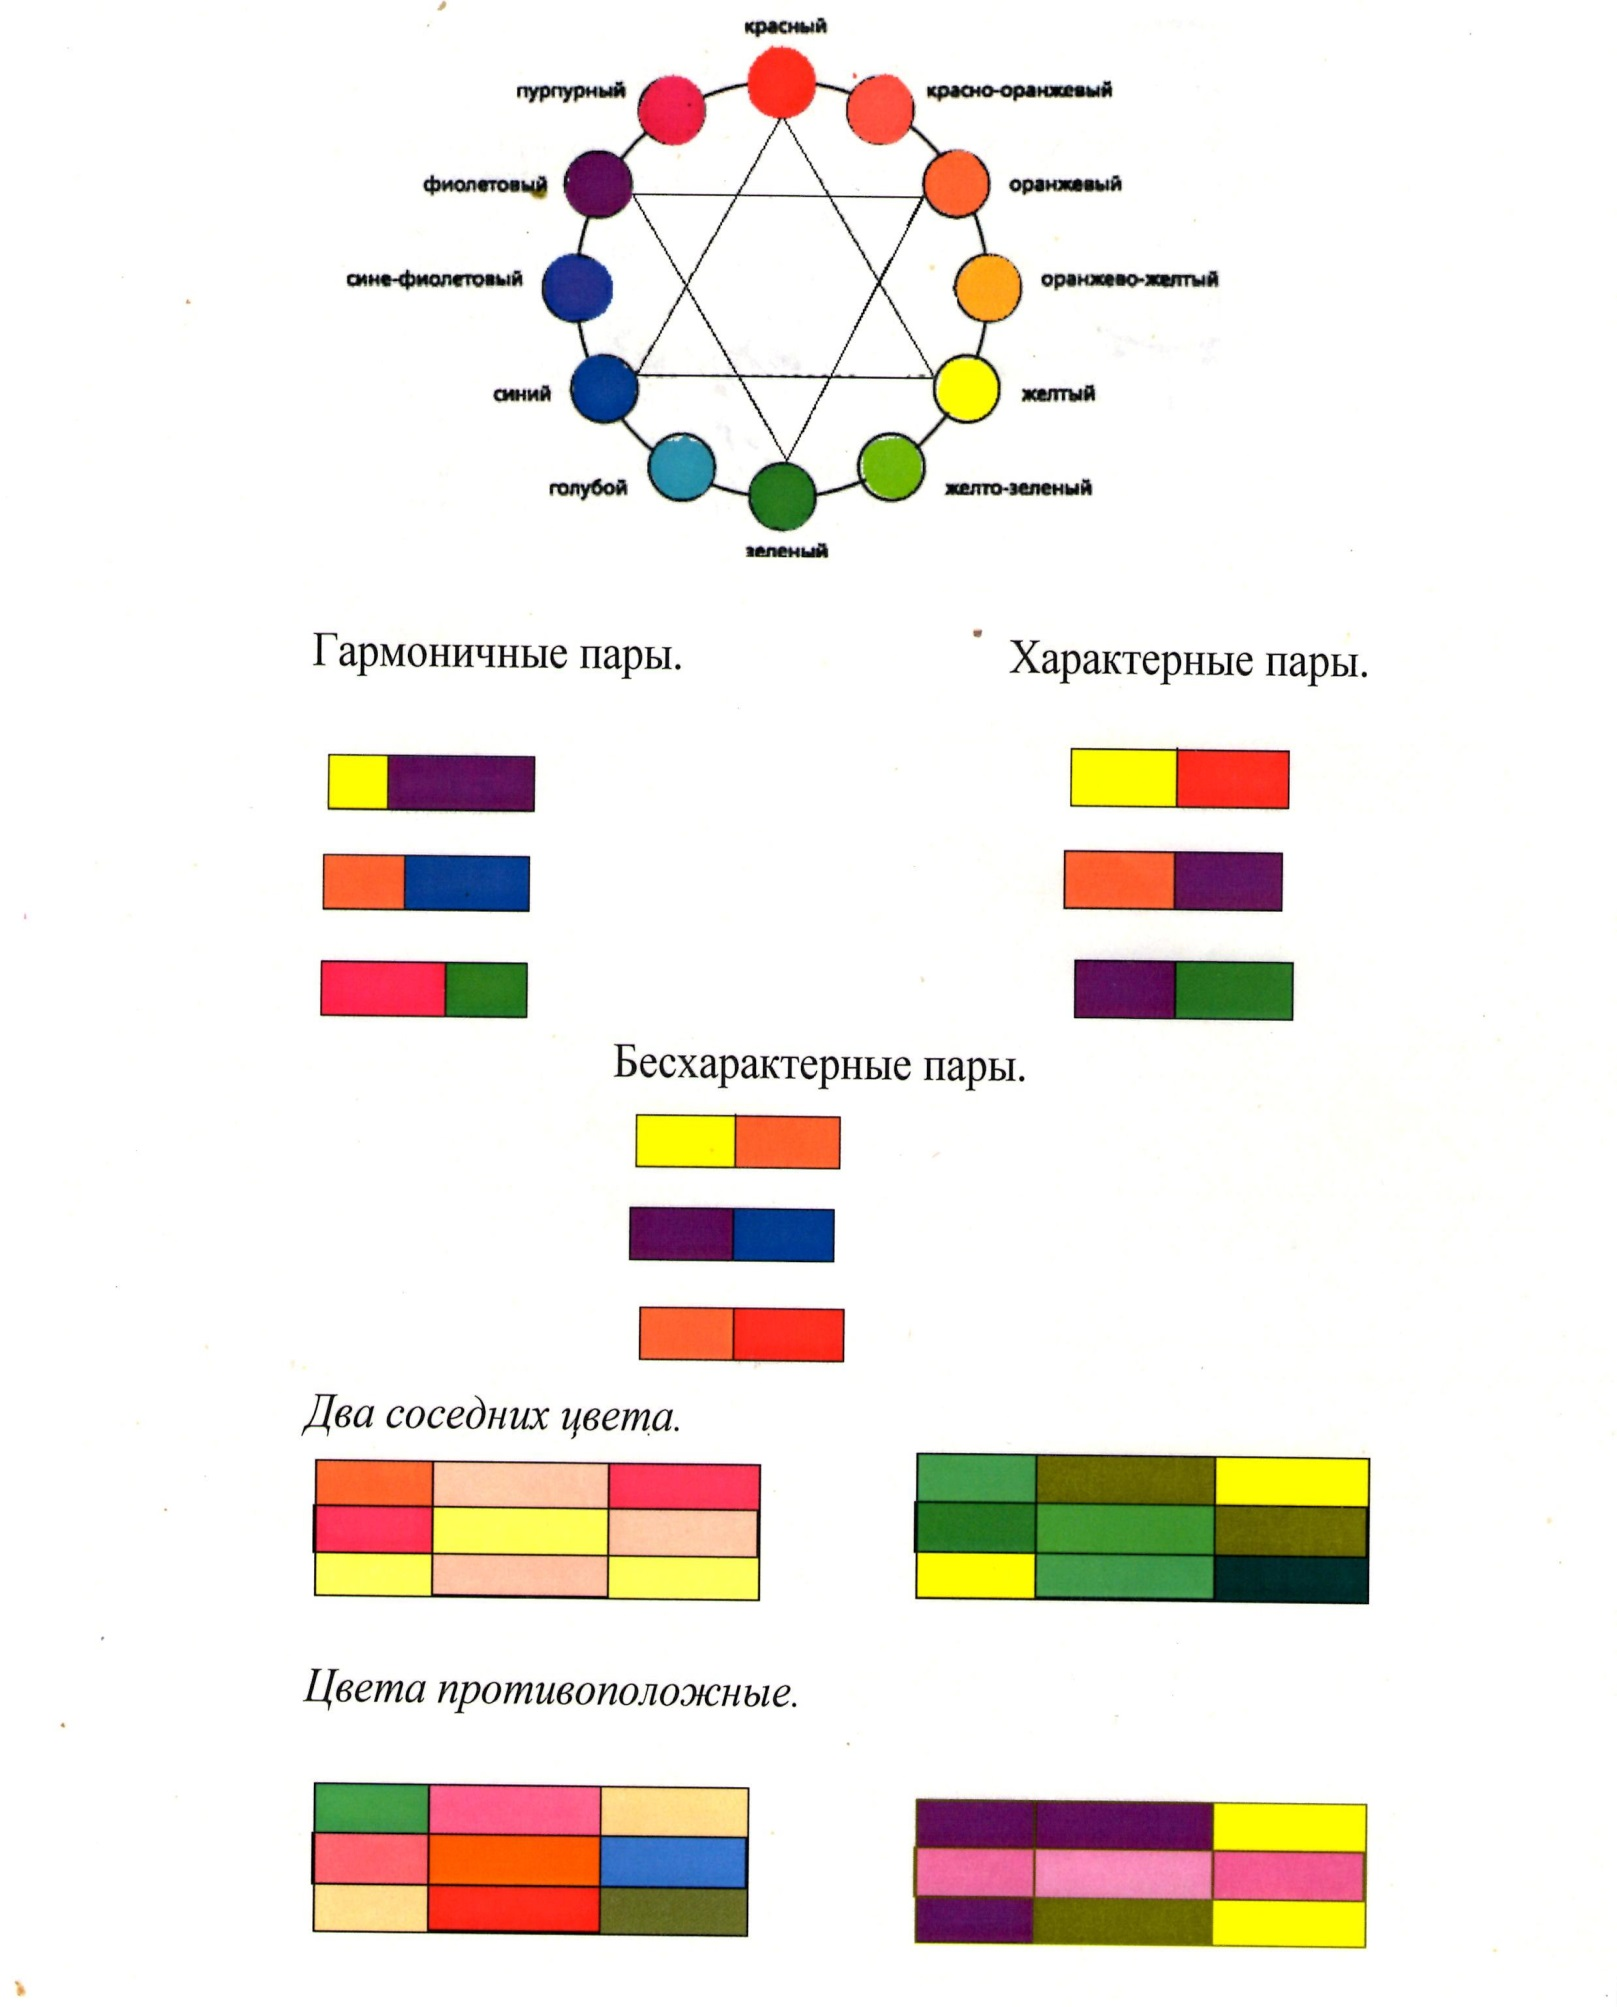 красный
пурпурный
красно-оранжевый
фиолетовый
оранжевый
сине-фиолетовый
оранжево-желтый
синий
желтый
голубой
желто-зеленый
зеленый
Гармоничные пары.
Характерные пары.
Бесхарактерные пары.
Два соседних цвета.
Цвета противоположные.